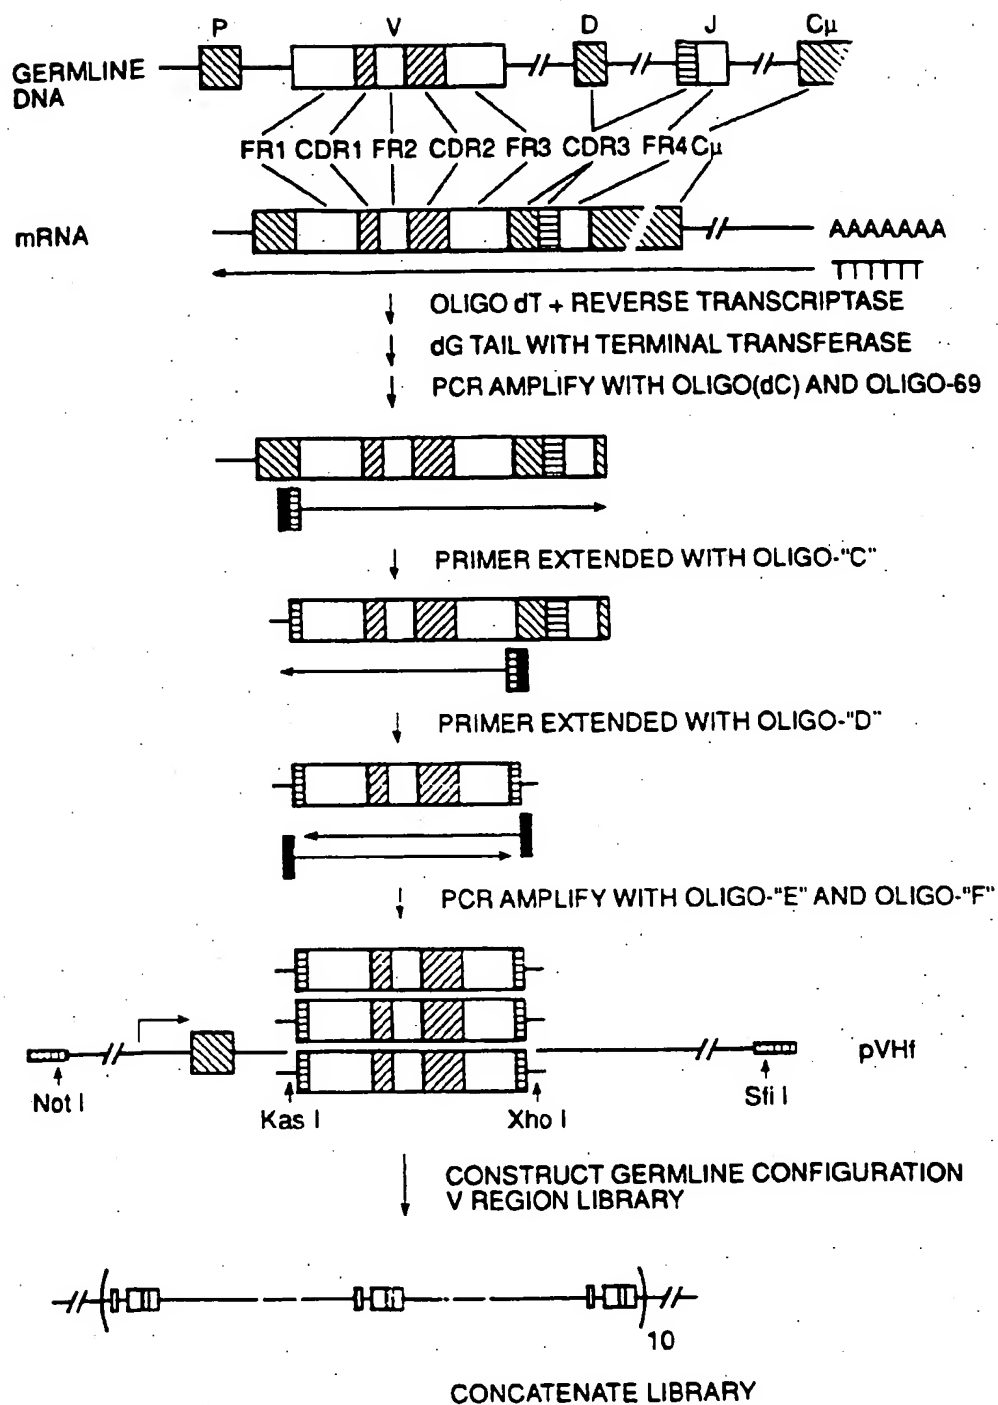 P V D J Cμ
GERMLINE
DNA
FR1 CDR1 FR2 CDR2 FR3 CDR3 FR4 Cμ
mRNA
AAAAAAA
TTTTTT
OLIGO dT + REVERSE TRANSCRIPTASE
dG TAIL WITH TERMINAL TRANSFERASE
PCR AMPLIFY WITH OLIGO(dC) AND OLIGO-69
PRIMER EXTENDED WITH OLIGO-"C"
PRIMER EXTENDED WITH OLIGO-"D"
PCR AMPLIFY WITH OLIGO-"E" AND OLIGO-"F"
pVHf
Not I
Kas I
Xho I
Sfi I
CONSTRUCT GERMLINE CONFIGURATION
V REGION LIBRARY
10
CONCATENATE LIBRARY